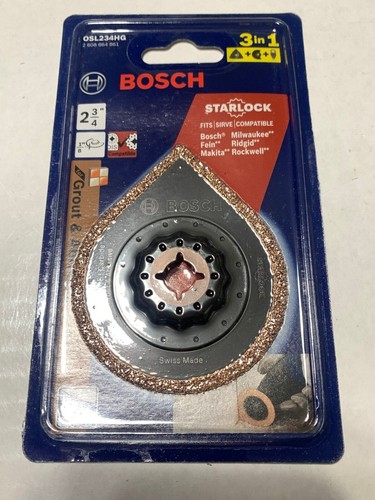 OSL234HG
2 608 664 861
3 in 1
BOSCH
2 3/4"
STARLOCK
FITS | SIRVE | COMPATIBLE
Bosch® Milwaukee**
Fein** Ridgid**
Makita** Rockwell**
Grout &
BOSCH
Swiss Made